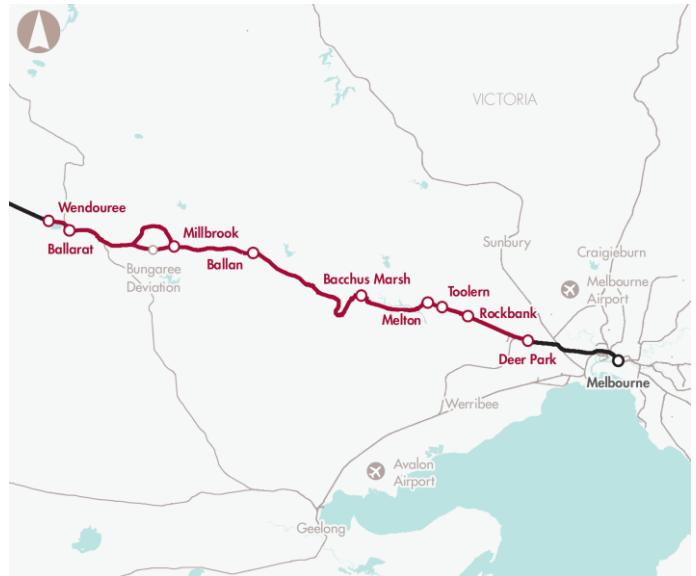 VICTORIA
Wendouree
Sunbury
Millbrook
Ballarat
Craigieburn
Ballan
Bungaree
Deviation
Bacchus Marsh
Melbourne
Airport
Toolern
Melton
Rockbank
Deer Park
Melbourne
Werribee
Avalon
Airport
Geelong